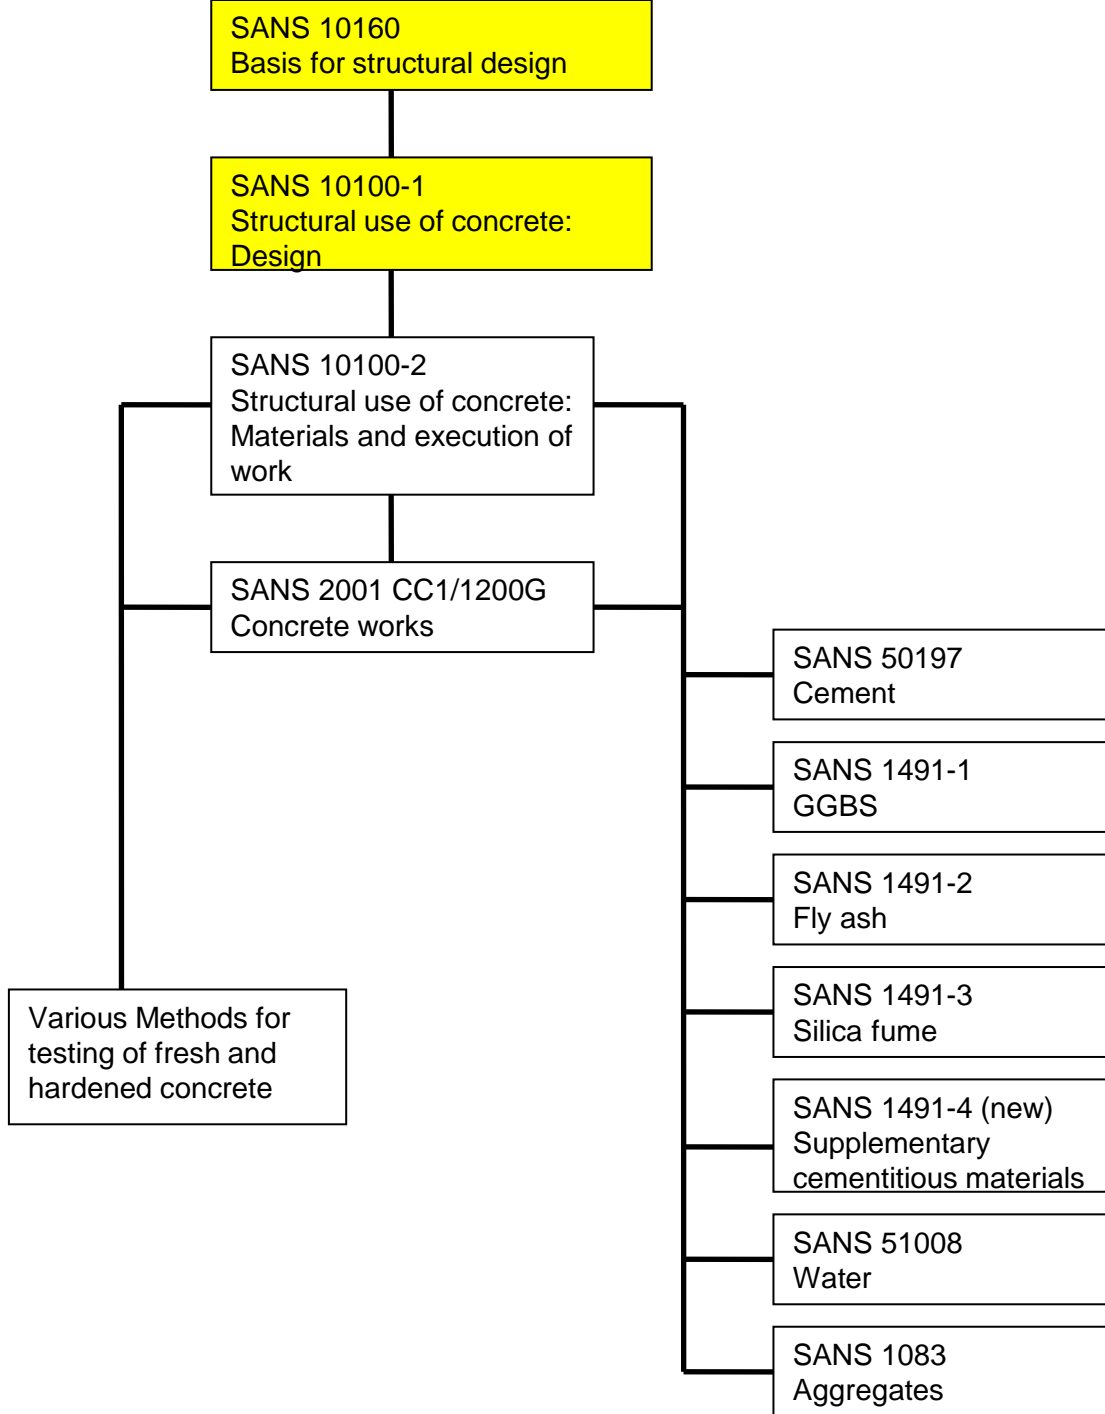 SANS 10160
Basis for structural design
SANS 10100-1
Structural use of concrete:
Design
SANS 10100-2
Structural use of concrete:
Materials and execution of
work
SANS 2001 CC1/1200G
Concrete works
SANS 50197
Cement
SANS 1491-1
GGBS
SANS 1491-2
Fly ash
SANS 1491-3
Silica fume
Various Methods for
testing of fresh and
hardened concrete
SANS 1491-4 (new)
Supplementary
cementitious materials
SANS 51008
Water
SANS 1083
Aggregates